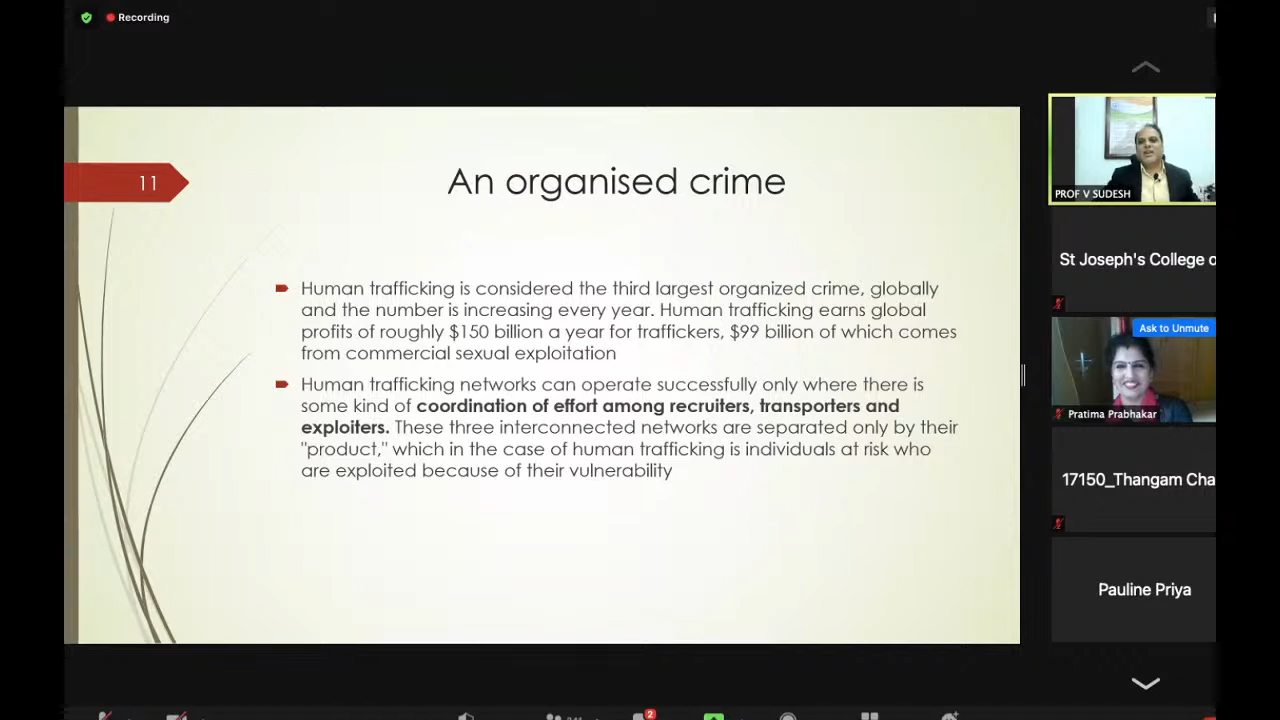 Recording
11
An organised crime
Human trafficking is considered the third largest organized crime, globally
and the number is increasing every year. Human trafficking earns global
profits of roughly $150 billion a year for traffickers, $99 billion of which comes
from commercial sexual exploitation
Human trafficking networks can operate successfully only where there is
some kind of coordination of effort among recruiters, transporters and
exploiters. These three interconnected networks are separated only by their
"product," which in the case of human trafficking is individuals at risk who
are exploited because of their vulnerability
PROF V SUDESH
St Joseph's College o
Ask to Unmute
Pratima Prabhakar
17150_Thangam Cha
Pauline Priya
2